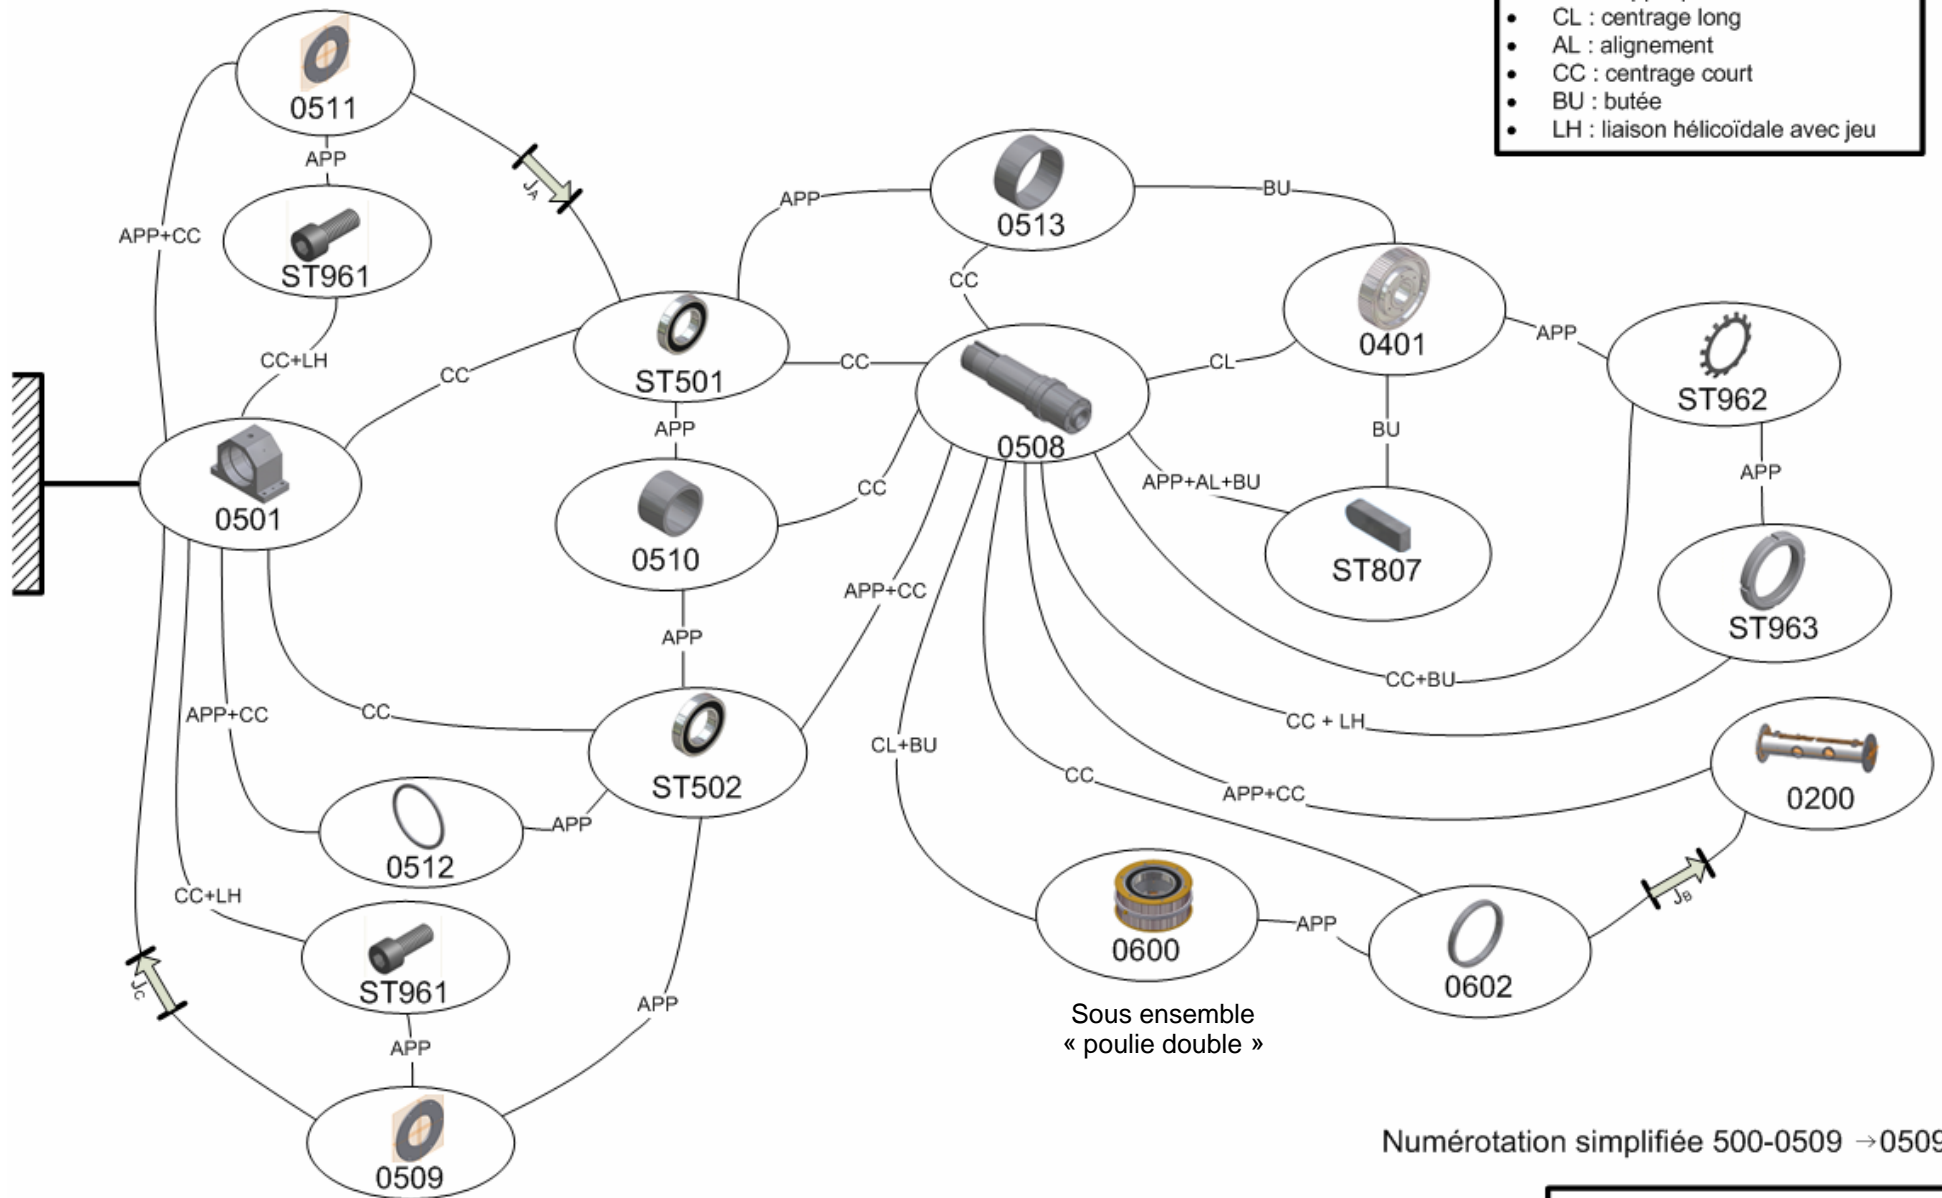 • CL : centrage long
• AL : alignement
• CC : centrage court
• BU : butée
• LH : liaison hélicoïdale avec jeu
0511
APP
JA
APP+CC
ST961
CC+LH
CC
0501
APP
0513
BU
CC
ST501
CC
0508
CL
0401
APP
ST962
APP
0510
CC
BU
APP+AL+BU
ST807
APP
ST963
APP
APP+CC
CC+BU
CC + LH
APP+CC
CC
ST502
CL+BU
CC
APP+CC
0200
APP
0512
CC+LH
ST961
JC
APP
APP
0509
0600
APP
0602
JB
Sous ensemble
« poulie double »
Numérotation simplifiée 500-0509 →0509